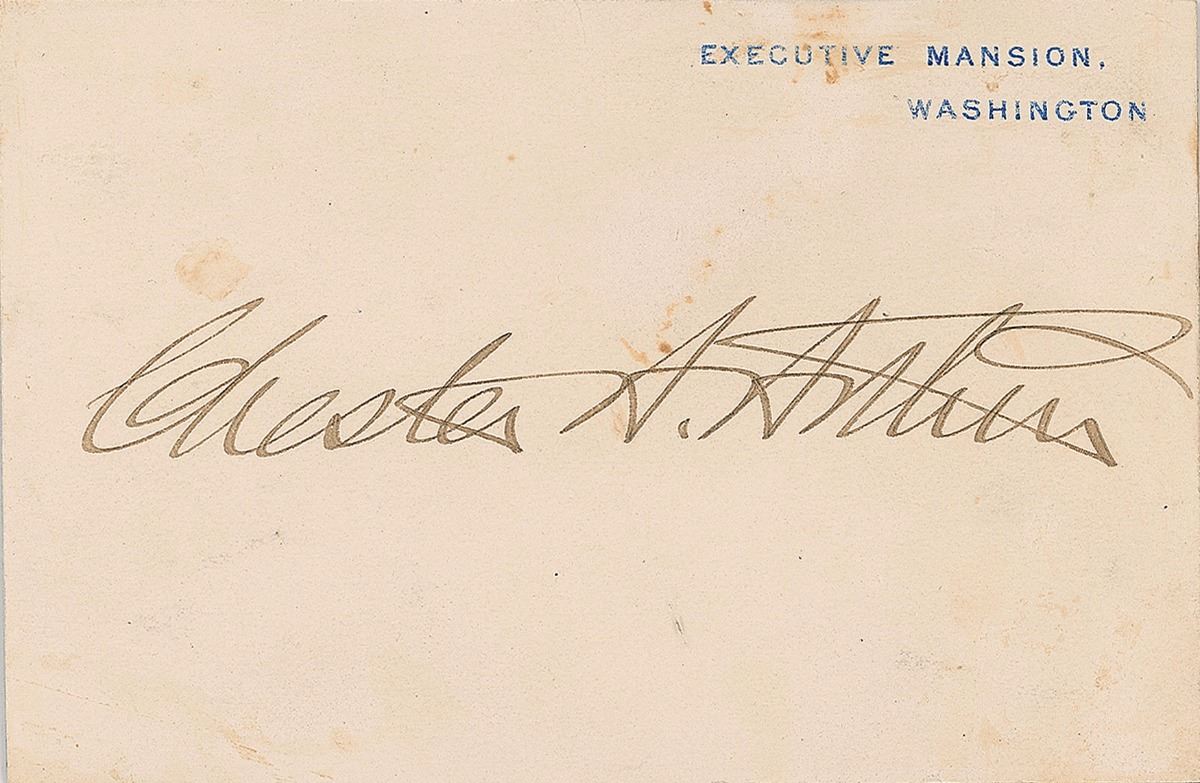 EXECUTIVE MANSION,
WASHINGTON
Chester A. Arthur